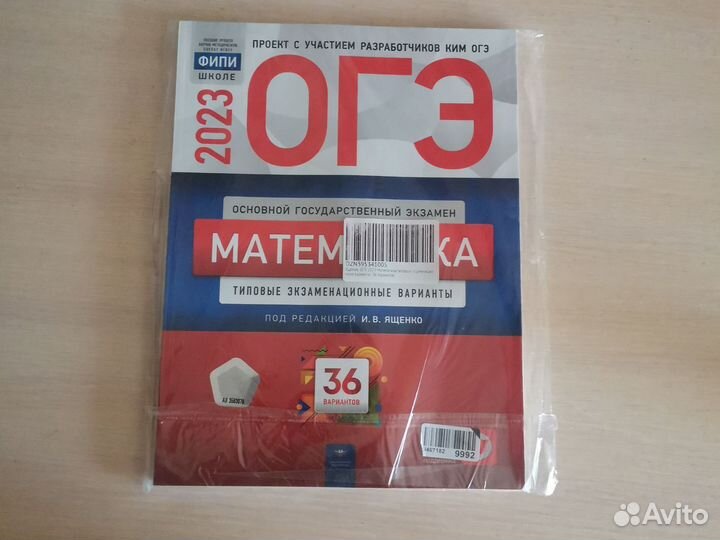 ПРОЕКТ С УЧАСТИЕМ РАЗРАБОТЧИКОВ КИМ ОГЭ
ФИПИ
ШКОЛЕ
2023
ОГЭ
ОСНОВНОЙ ГОСУДАРСТВЕННЫЙ ЭКЗАМЕН
МАТЕМ КА
OZN395341005
ТИПОВЫЕ ЭКЗАМЕНАЦИОННЫЕ ВАРИАНТЫ
ПОД РЕДАКЦИЕЙ И. В. ЯЩЕНКО
36
ВАРИАНТОВ
9992
Avito